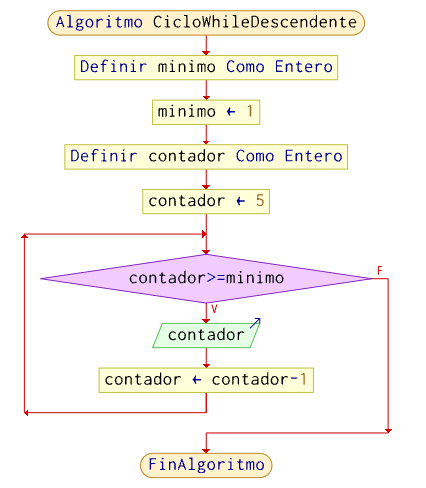 Algoritmo CicloWhileDescendente
Definir minimo Como Entero
minimo ← 1
Definir contador Como Entero
contador ← 5
contador>=minimo
F
V
contador
contador ← contador-1
FinAlgoritmo